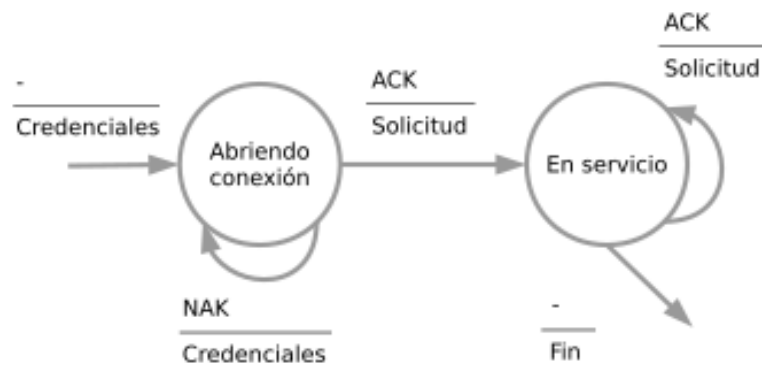 -
Credenciales
Abriendo
conexión
NAK
Credenciales
ACK
Solicitud
En servicio
ACK
Solicitud
-
Fin